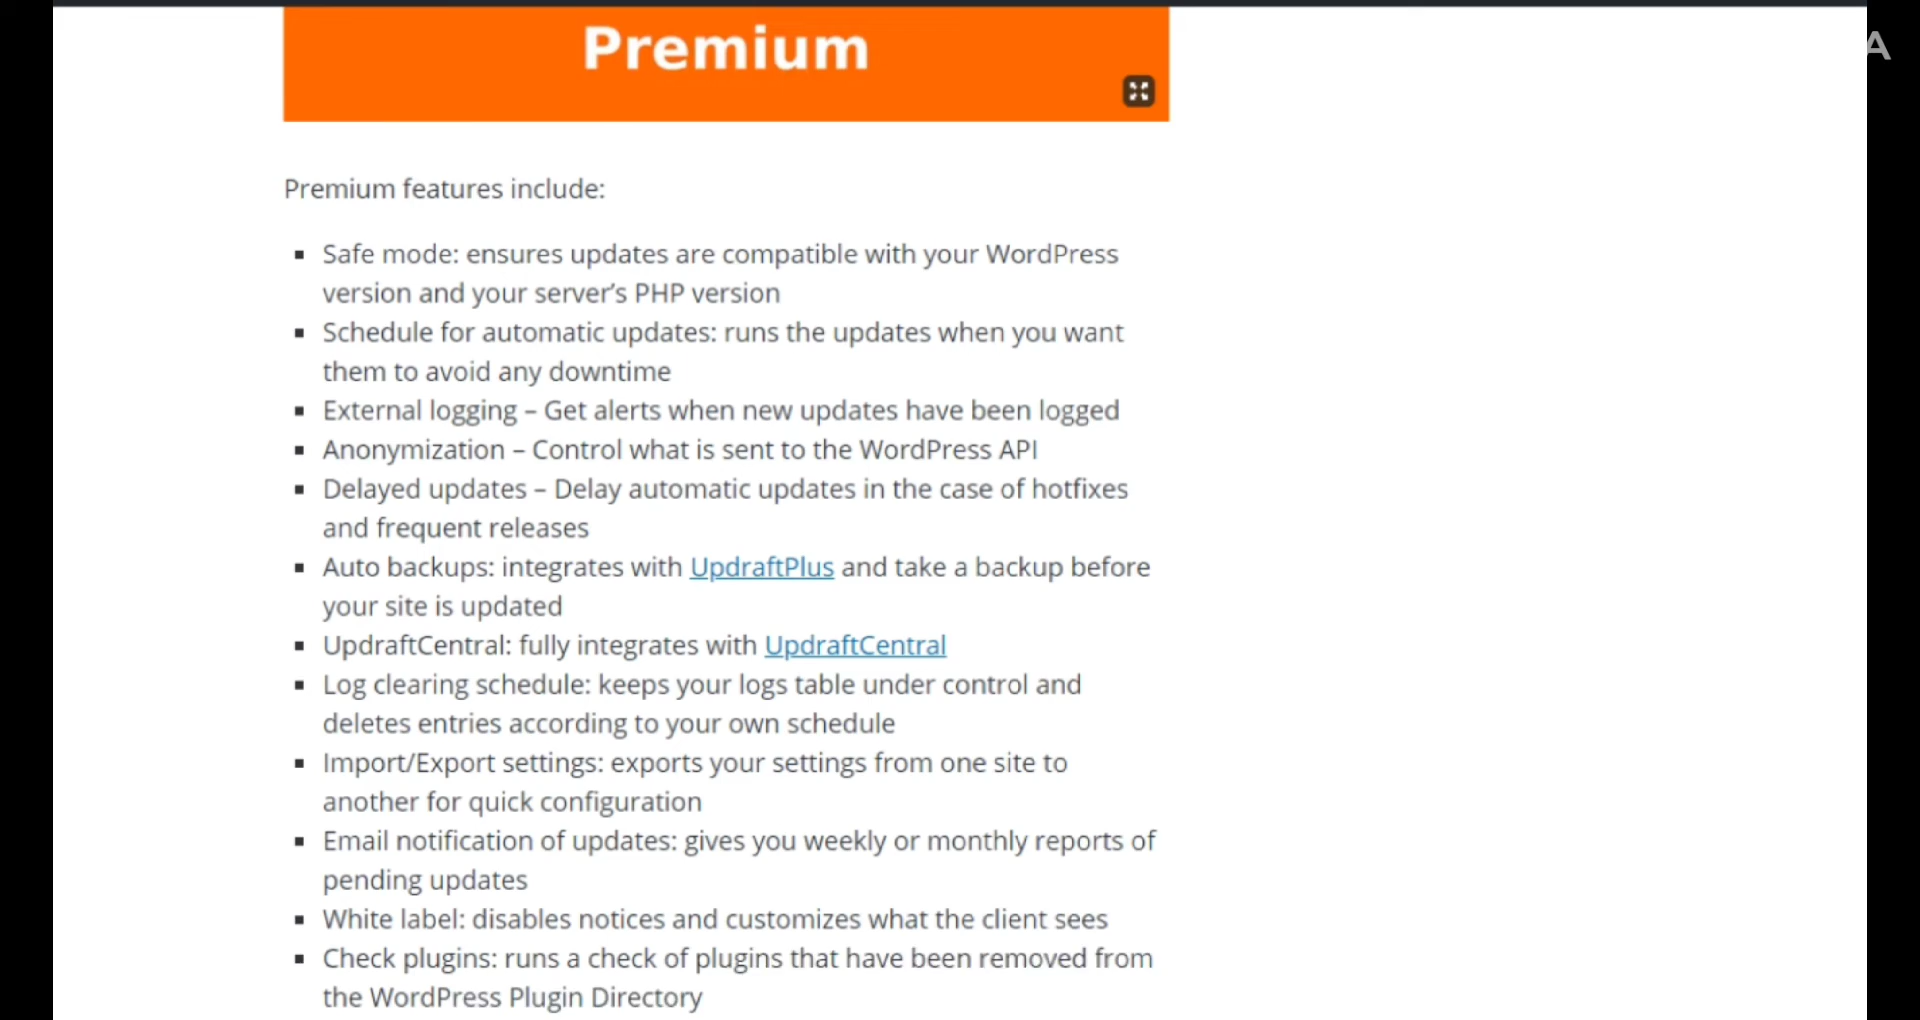 Premium
A
Premium features include:
Safe mode: ensures updates are compatible with your WordPress
version and your server’s PHP version
Schedule for automatic updates: runs the updates when you want
them to avoid any downtime
External logging – Get alerts when new updates have been logged
Anonymization – Control what is sent to the WordPress API
Delayed updates – Delay automatic updates in the case of hotfixes
and frequent releases
Auto backups: integrates with UpdraftPlus and take a backup before
your site is updated
UpdraftCentral: fully integrates with UpdraftCentral
Log clearing schedule: keeps your logs table under control and
deletes entries according to your own schedule
Import/Export settings: exports your settings from one site to
another for quick configuration
Email notification of updates: gives you weekly or monthly reports of
pending updates
White label: disables notices and customizes what the client sees
Check plugins: runs a check of plugins that have been removed from
the WordPress Plugin Directory